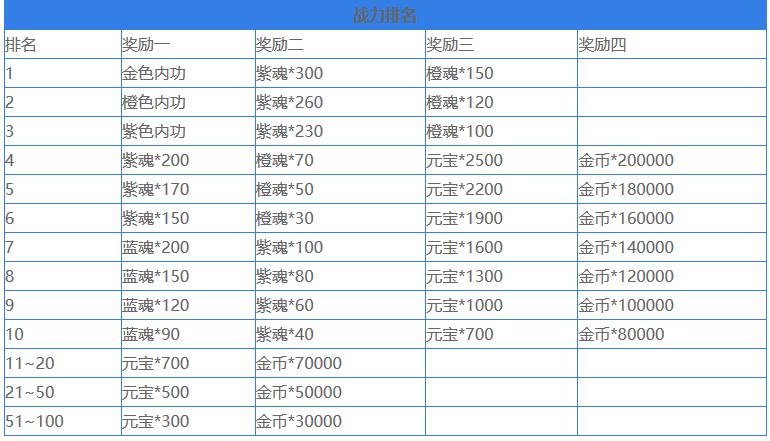 战力排名
排名 奖励一 奖励二 奖励三 奖励四
1 金色内功 紫魂*300 橙魂*150
2 橙色内功 紫魂*260 橙魂*120
3 紫色内功 紫魂*230 橙魂*100
4 紫魂*200 橙魂*70 元宝*2500 金币*200000
5 紫魂*170 橙魂*50 元宝*2200 金币*180000
6 紫魂*150 橙魂*30 元宝*1900 金币*160000
7 蓝魂*200 紫魂*100 元宝*1600 金币*140000
8 蓝魂*150 紫魂*80 元宝*1300 金币*120000
9 蓝魂*120 紫魂*60 元宝*1000 金币*100000
10 蓝魂*90 紫魂*40 元宝*700 金币*80000
11~20 元宝*700 金币*70000
21~50 元宝*500 金币*50000
51~100 元宝*300 金币*30000